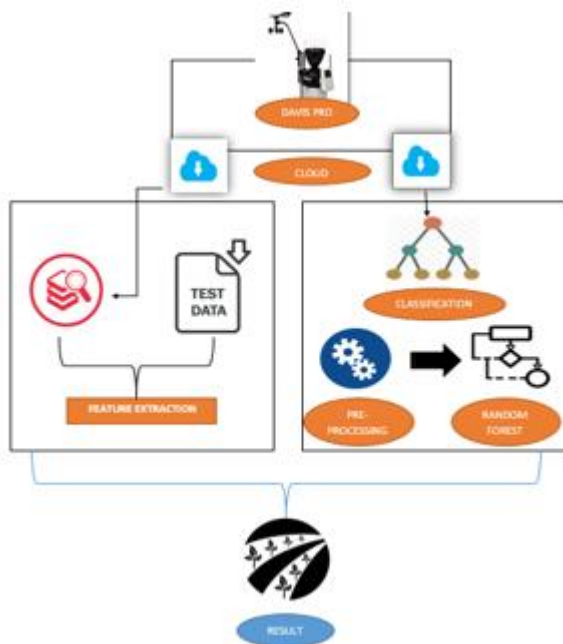 DAVIS PRO
CLOUD
TEST
DATA
CLASSIFICATION
FEATURE EXTRACTION
PRE-
PROCESSING
RANDOM
FOREST
RESULT